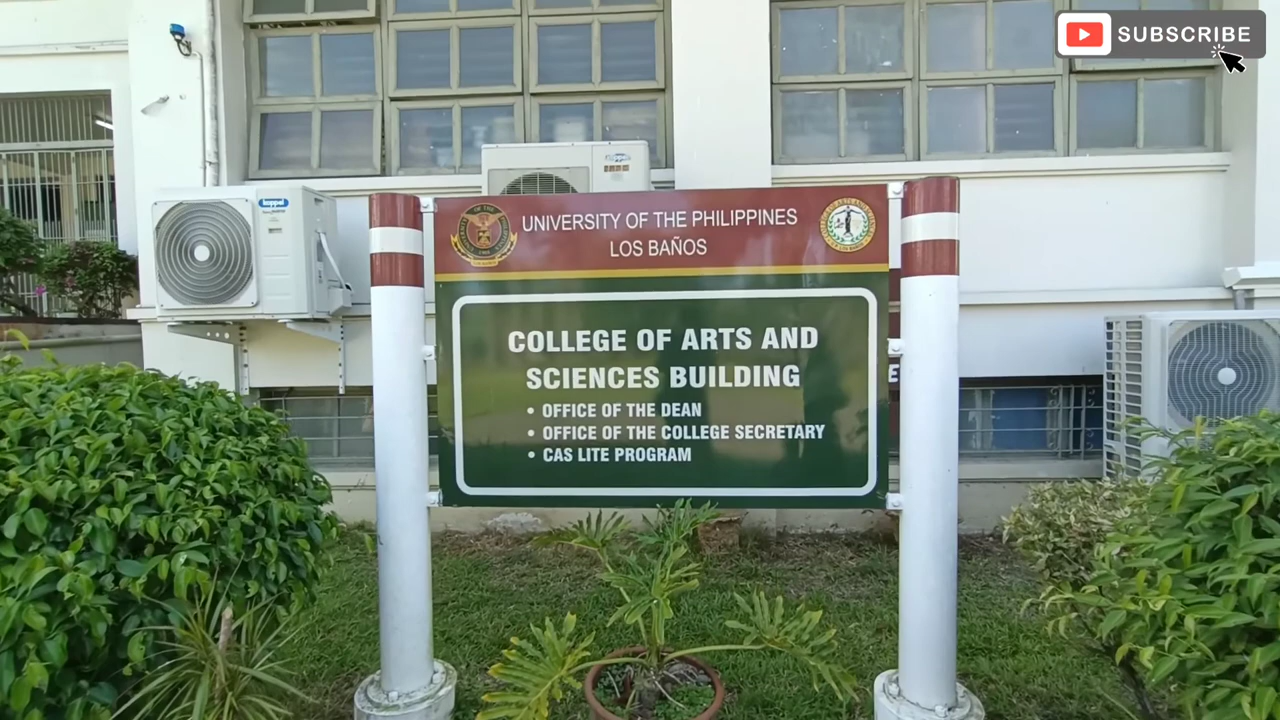 SUBSCRIBE
koppel
UNIVERSITY OF THE PHILIPPINES
LOS BAÑOS
COLLEGE OF ARTS AND
SCIENCES BUILDING
• OFFICE OF THE DEAN
• OFFICE OF THE COLLEGE SECRETARY
• CAS LITE PROGRAM